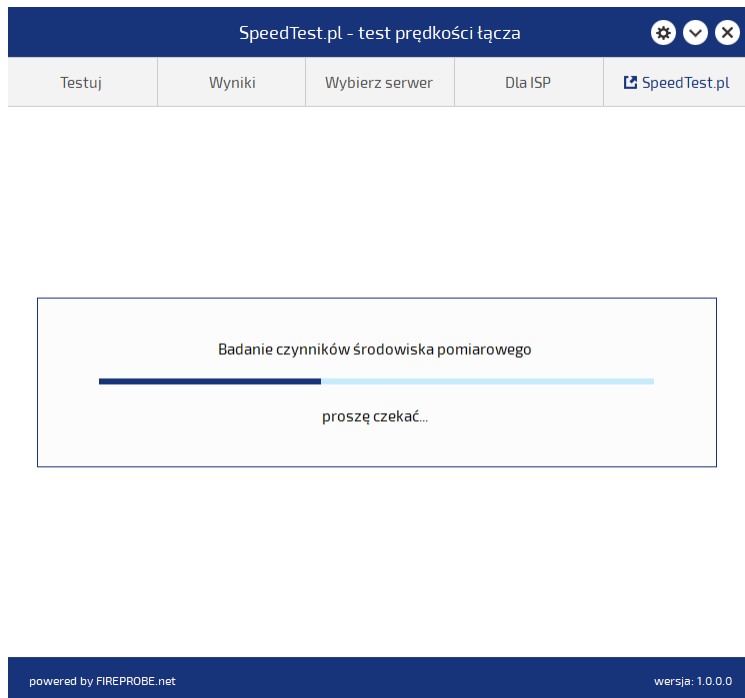 SpeedTest.pl - test prędkości łącza
Testuj
Wyniki
Wybierz serwer
Dla ISP
SpeedTest.pl
Badanie czynników środowiska pomiarowego
proszę czekać...
powered by FIREPROBE.net
wersja: 1.0.0.0